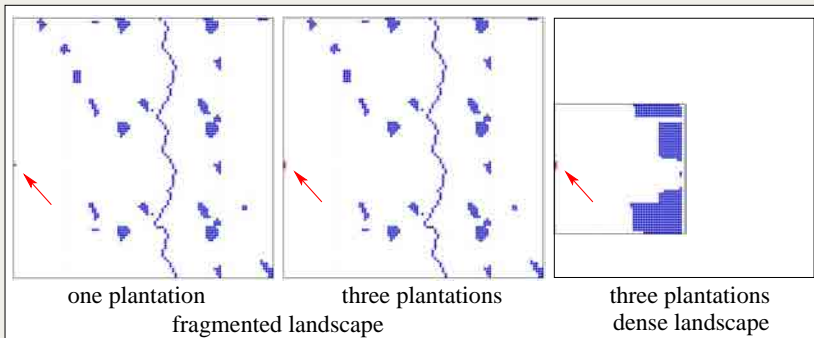 one plantation three plantations three plantations
fragmented landscape dense landscape